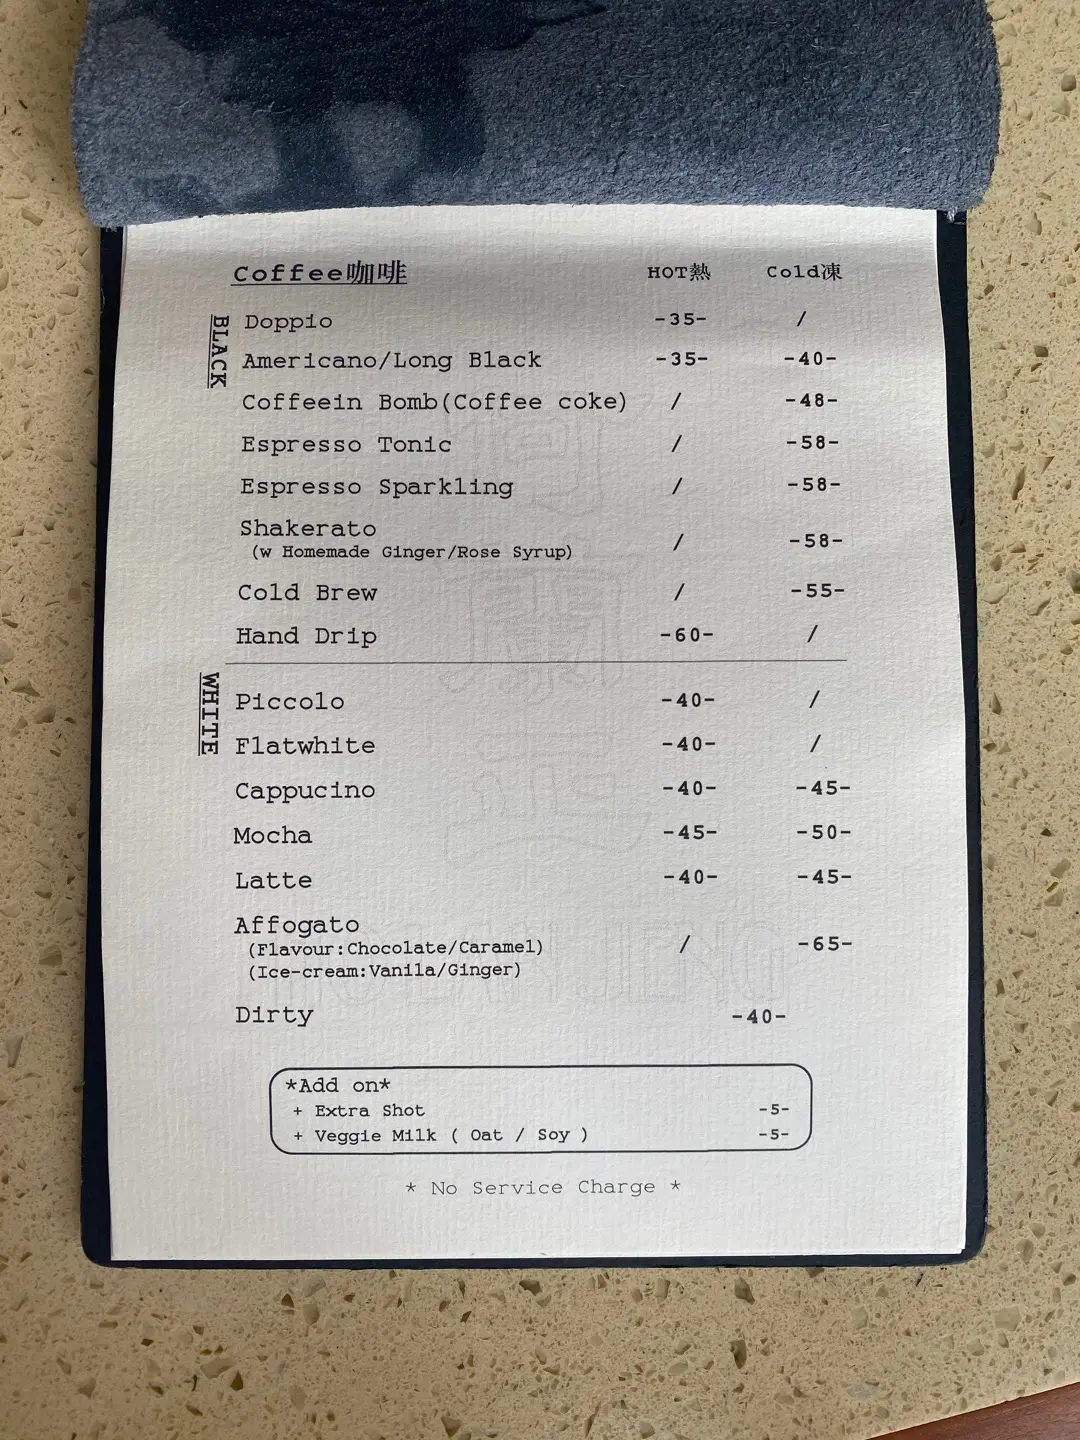 Coffee咖啡 HOT熱 Cold凍
BLACK
Doppio -35- /
Americano/Long Black -35- -40-
Coffeein Bomb(Coffee coke) / -48-
Espresso Tonic / -58-
Espresso Sparkling / -58-
Shakerato / -58-
(w Homemade Ginger/Rose Syrup)
Cold Brew / -55-
Hand Drip -60- /
WHITE
Piccolo -40- /
Flatwhite -40- /
Cappucino -40- -45-
Mocha -45- -50-
Latte -40- -45-
Affogato / -65-
(Flavour:Chocolate/Caramel)
(Ice-cream:Vanila/Ginger)
Dirty -40-
*Add on*
+ Extra Shot -5-
+ Veggie Milk ( Oat / Soy ) -5-
* No Service Charge *